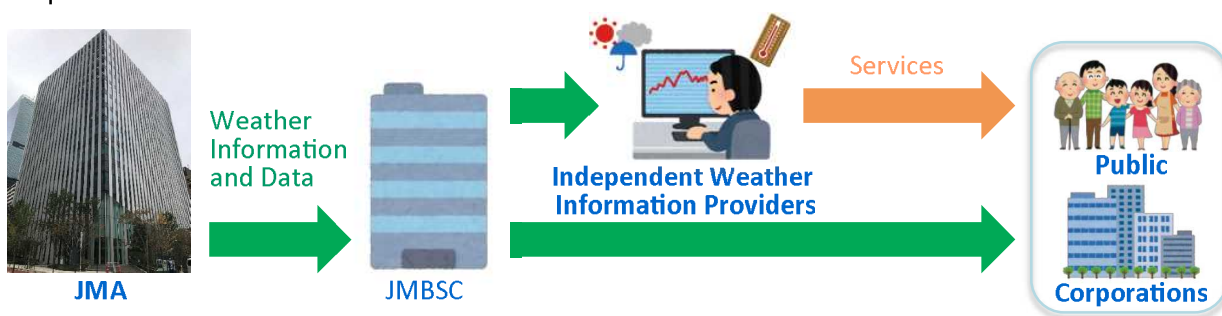 Services
Weather
Information
and Data
Public
Independent Weather
Information Providers
JMA
JMBSC
Corporations